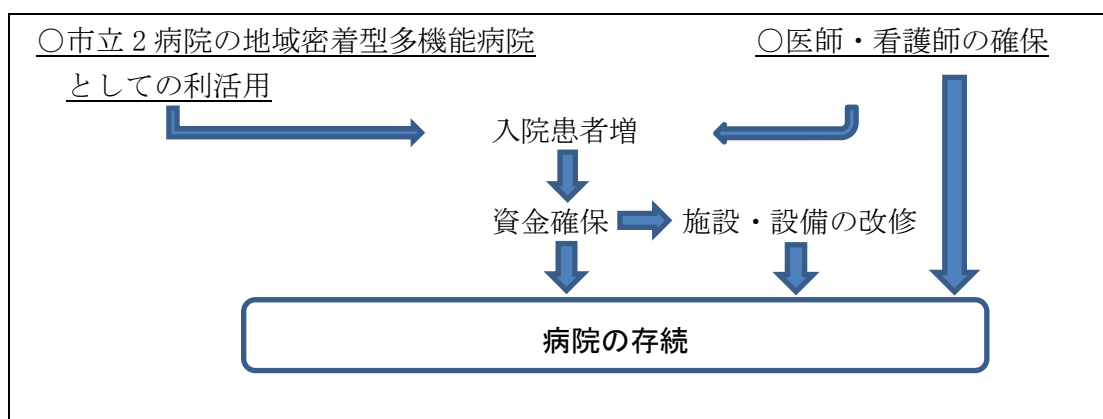 ○市立２病院の地域密着型多機能病院
としての利活用
○医師・看護師の確保
入院患者増
資金確保
施設・設備の改修
病院の存続